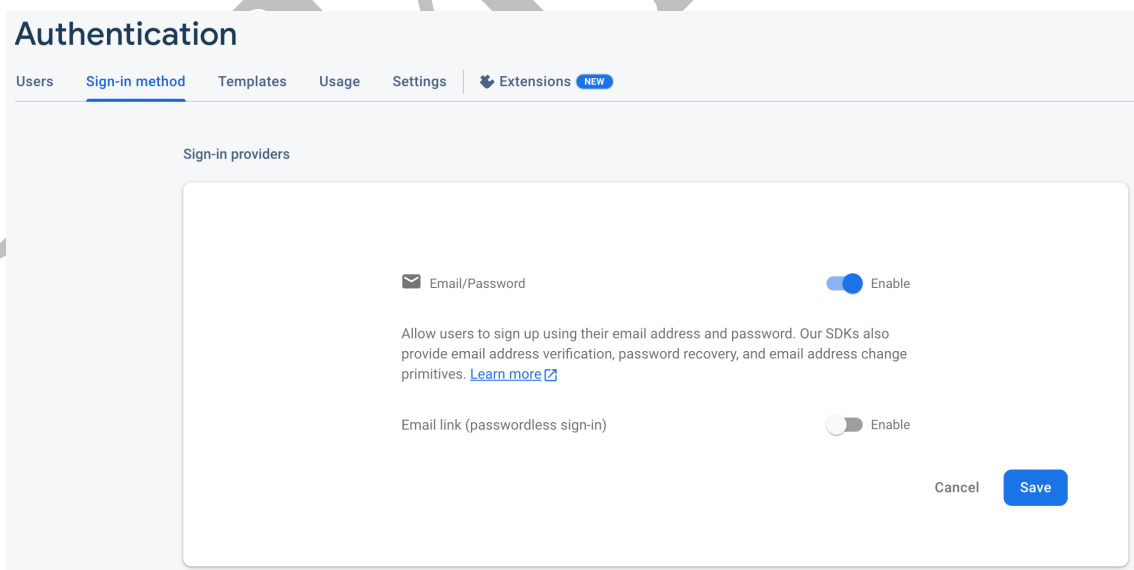 Authentication
Users Sign-in method Templates Usage Settings Extensions NEW
Sign-in providers
Email/Password Enable
Allow users to sign up using their email address and password. Our SDKs also
provide email address verification, password recovery, and email address change
primitives. Learn more
Email link (passwordless sign-in) Enable
Cancel Save